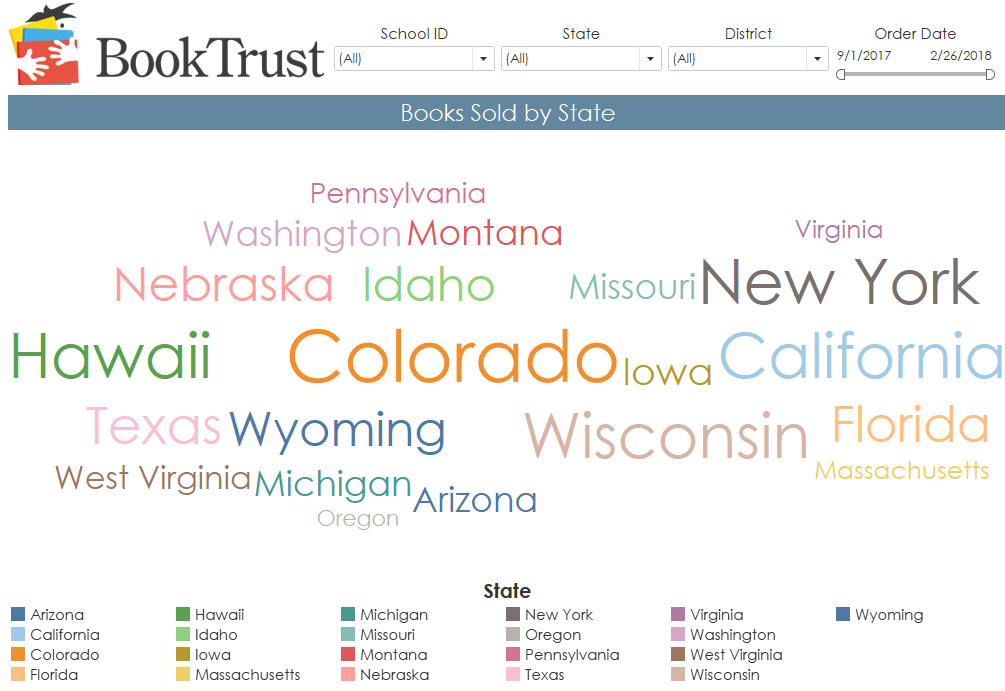 BookTrust
School ID
State
District
Order Date
(All)
(All)
(All)
9/1/2017
2/26/2018
Books Sold by State
Pennsylvania
Washington Montana
Virginia
Nebraska Idaho
Missouri New York
Hawaii
Colorado Iowa California
Texas Wyoming
Wisconsin Florida
West Virginia Michigan Arizona
Massachusetts
Oregon
State
Arizona
Hawaii
Michigan
New York
Virginia
Wyoming
California
Idaho
Missouri
Oregon
Washington
Colorado
Iowa
Montana
Pennsylvania
West Virginia
Florida
Massachusetts
Nebraska
Texas
Wisconsin